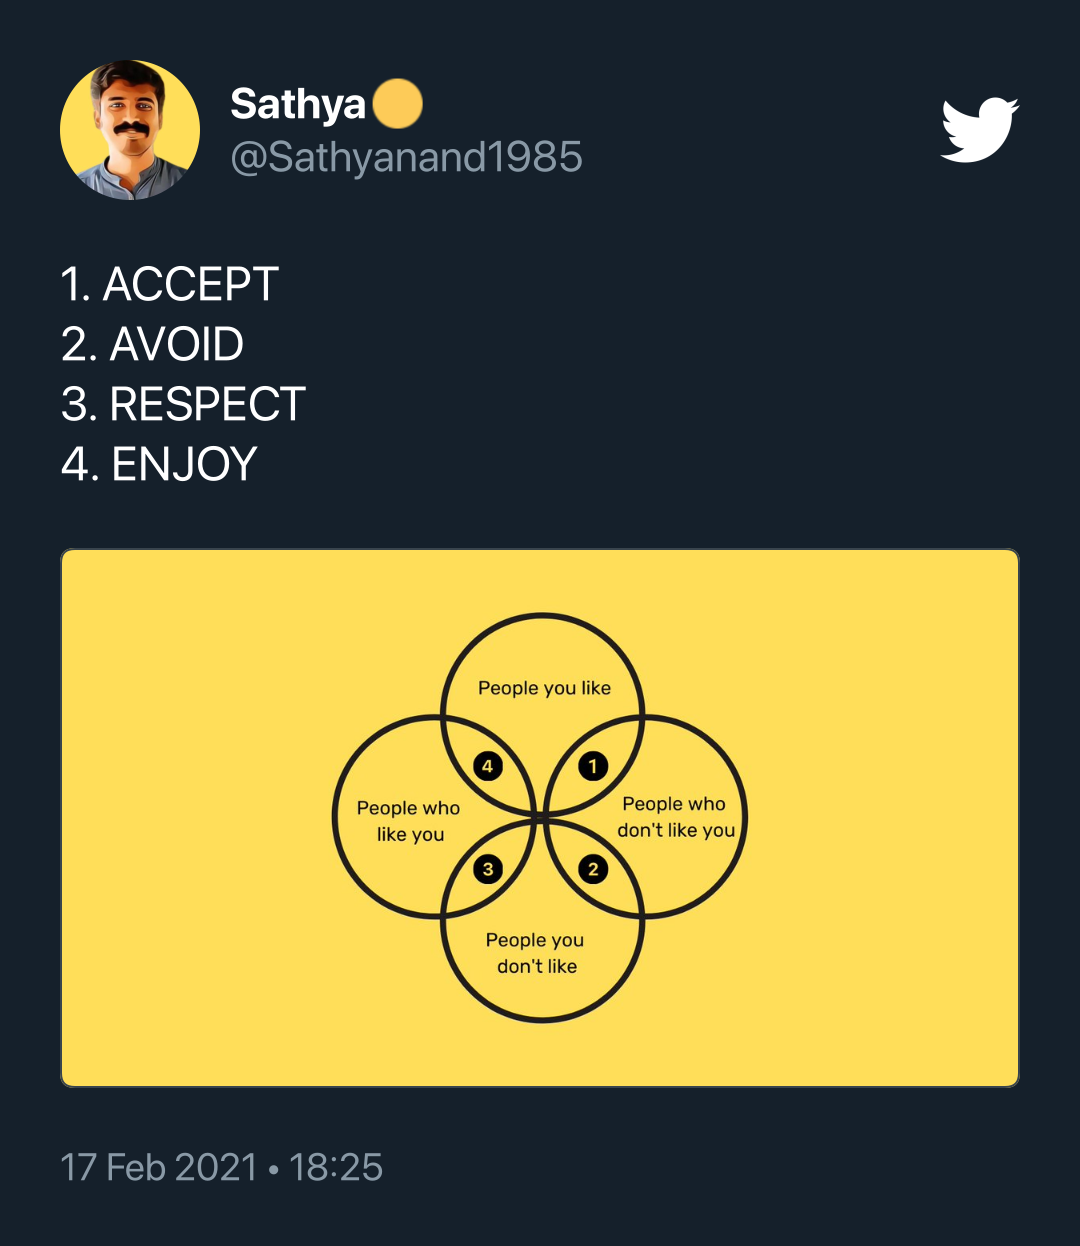 Sathya
@Sathyanand1985
1. ACCEPT
2. AVOID
3. RESPECT
4. ENJOY
People you like
4
1
People who
like you
People who
don't like you
3
2
People you
don't like
17 Feb 2021 • 18:25